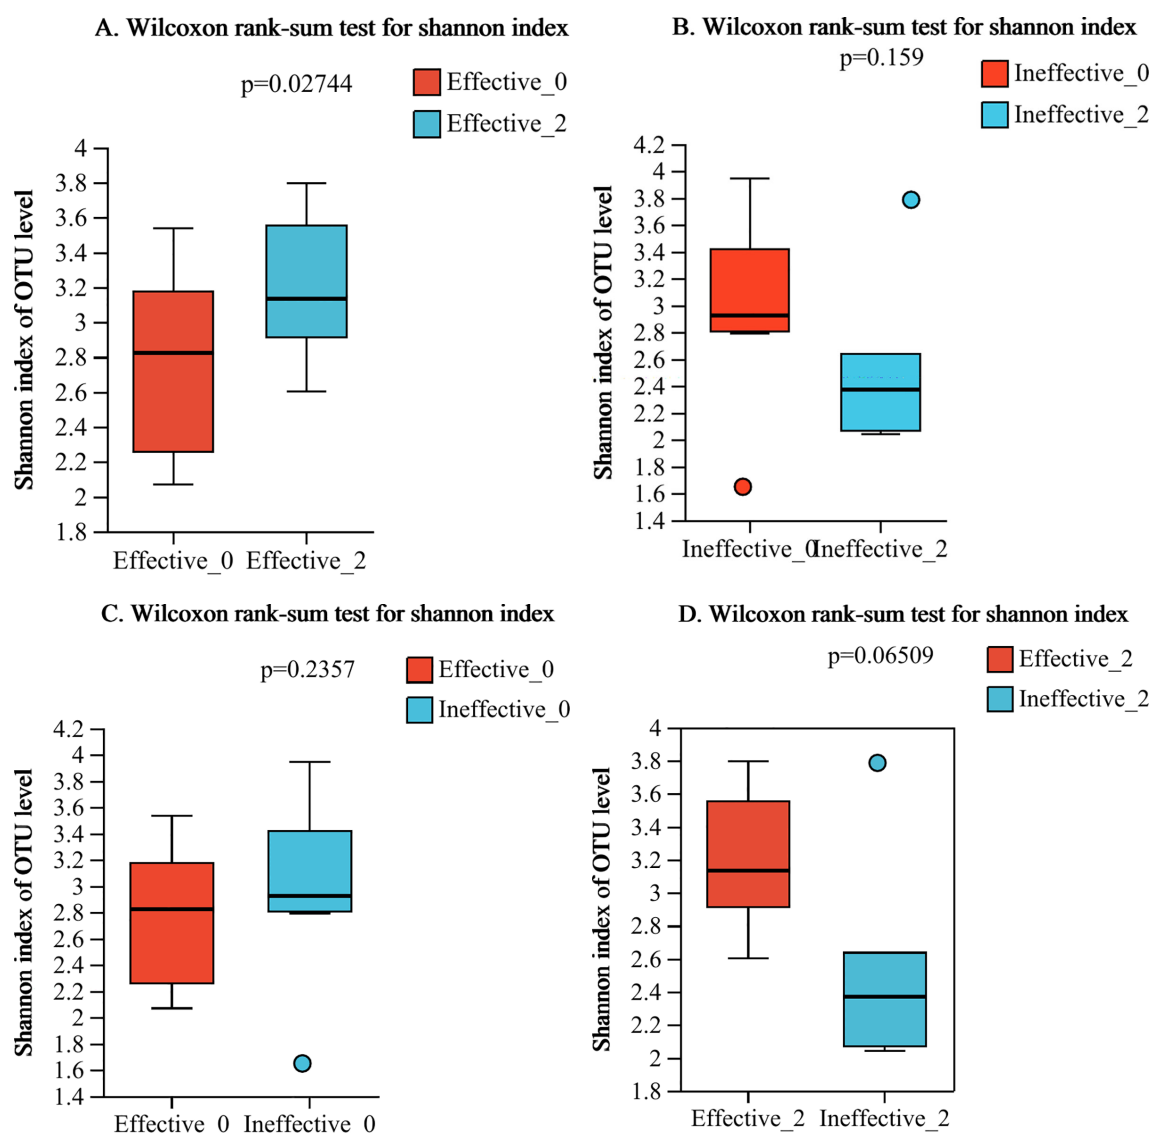 A. Wilcoxon rank-sum test for shannon index
p=0.02744
Effective_0
Effective_2
Shannon index of OTU level
4
3.8
3.6
3.4
3.2
3
2.8
2.6
2.4
2.2
2
1.8
Effective_0 Effective_2
B. Wilcoxon rank-sum test for shannon index
p=0.159
Ineffective_0
Ineffective_2
Shannon index of OTU level
4.2
4
3.8
3.6
3.4
3.2
3
2.8
2.6
2.4
2.2
2
1.8
1.6
1.4
Ineffective_0 Ineffective_2
C. Wilcoxon rank-sum test for shannon index
p=0.2357
Effective_0
Ineffective_0
Shannon index of OTU level
4.2
4
3.8
3.6
3.4
3.2
3
2.8
2.6
2.4
2.2
2
1.8
1.6
1.4
Effective_0 Ineffective_0
D. Wilcoxon rank-sum test for shannon index
p=0.06509
Effective_2
Ineffective_2
Shannon index of OTU level
4
3.8
3.6
3.4
3.2
3
2.8
2.6
2.4
2.2
2
1.8
Effective_2 Ineffective_2